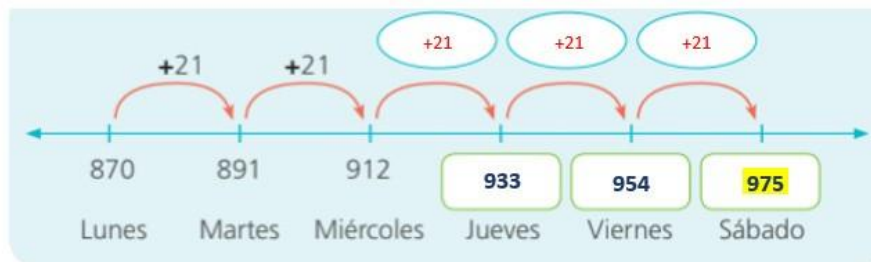 +21 +21 +21
+21 +21
870 891 912 933 954 975
Lunes Martes Miércoles Jueves Viernes Sábado